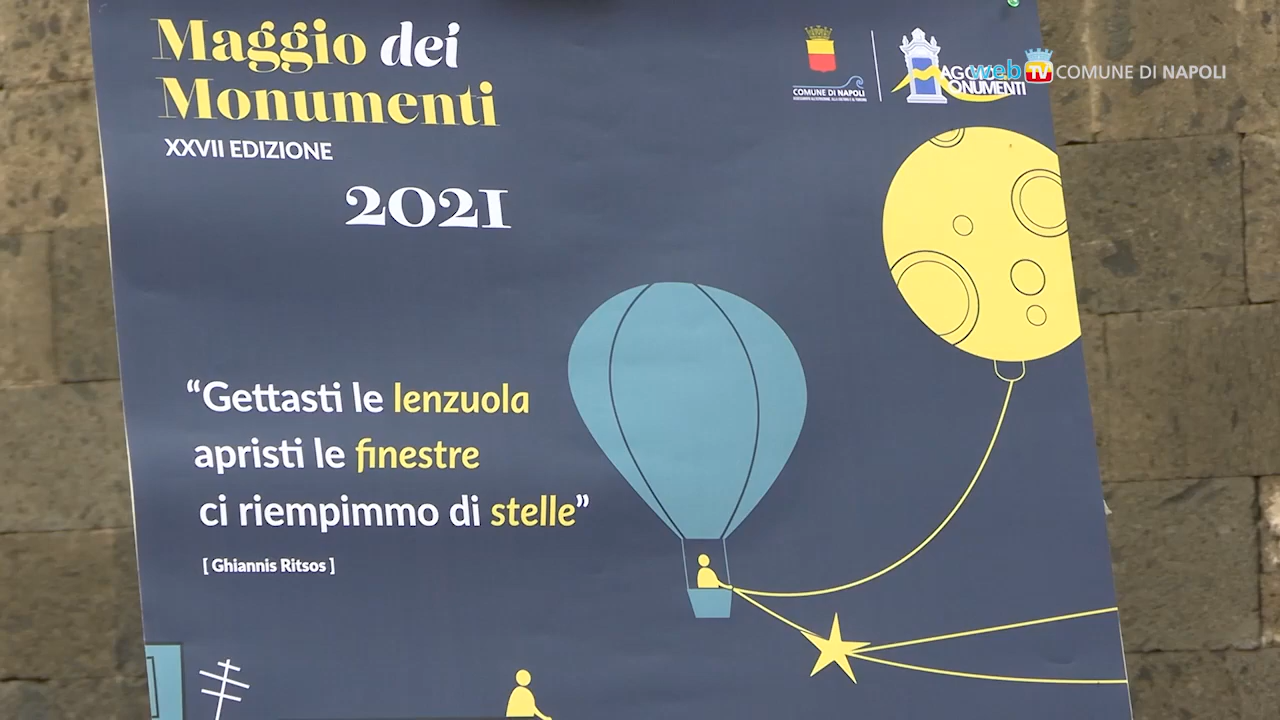 Maggio dei
Monumenti
XXVII EDIZIONE
2021
COMUNE DI NAPOLI
web TV COMUNE DI NAPOLI
“Gettasti le lenzuola
apristi le finestre
ci riempimmo di stelle”
[ Ghiannis Ritsos ]